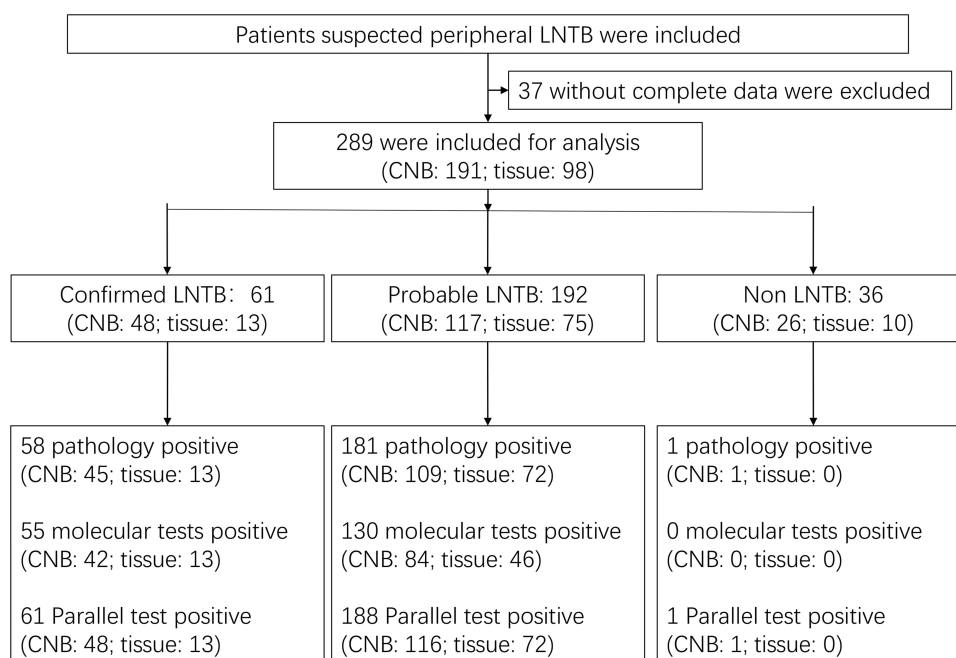 Patients suspected peripheral LNTB were included
37 without complete data were excluded
289 were included for analysis
(CNB: 191; tissue: 98)
Confirmed LNTB： 61
(CNB: 48; tissue: 13)
Probable LNTB: 192
(CNB: 117; tissue: 75)
Non LNTB: 36
(CNB: 26; tissue: 10)
58 pathology positive
(CNB: 45; tissue: 13)
55 molecular tests positive
(CNB: 42; tissue: 13)
61 Parallel test positive
(CNB: 48; tissue: 13)
181 pathology positive
(CNB: 109; tissue: 72)
130 molecular tests positive
(CNB: 84; tissue: 46)
188 Parallel test positive
(CNB: 116; tissue: 72)
1 pathology positive
(CNB: 1; tissue: 0)
0 molecular tests positive
(CNB: 0; tissue: 0)
1 Parallel test positive
(CNB: 1; tissue: 0)